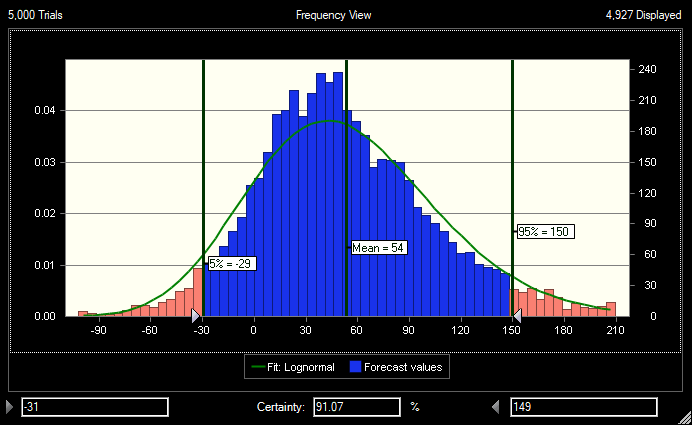 5,000 Trials Frequency View 4,927 Displayed
240
210
0.04
180
0.03 150
120
0.02
95% = 150
90
Mean = 54
60
0.01 5% = -29
30
0.00 0
-90 -60 -30 0 30 60 90 120 150 180 210
Fit: Lognormal Forecast values
-31 Certainty: 91.07 % 149